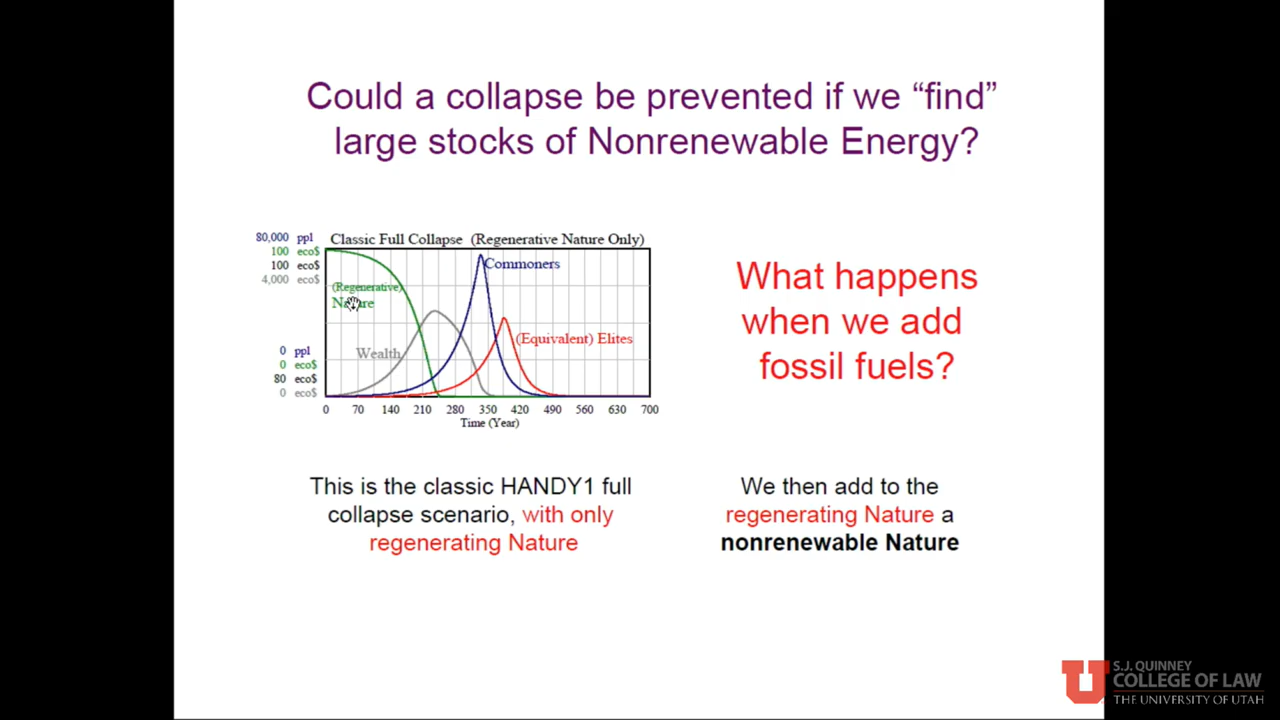 Could a collapse be prevented if we “find”
large stocks of Nonrenewable Energy?
80,000 ppl
100 eco$
100 eco$
4,000 eco$
0 ppl
0 eco$
80 eco$
0 eco$
Classic Full Collapse (Regenerative Nature Only)
Commoners
(Regenerative)
Nature
(Equivalent) Elites
Wealth
0 70 140 210 280 350 420 490 560 630 700
Time (Year)
What happens
when we add
fossil fuels?
This is the classic HANDY1 full
collapse scenario, with only
regenerating Nature
We then add to the
regenerating Nature a
nonrenewable Nature
S.J. QUINNEY
COLLEGE OF LAW
THE UNIVERSITY OF UTAH